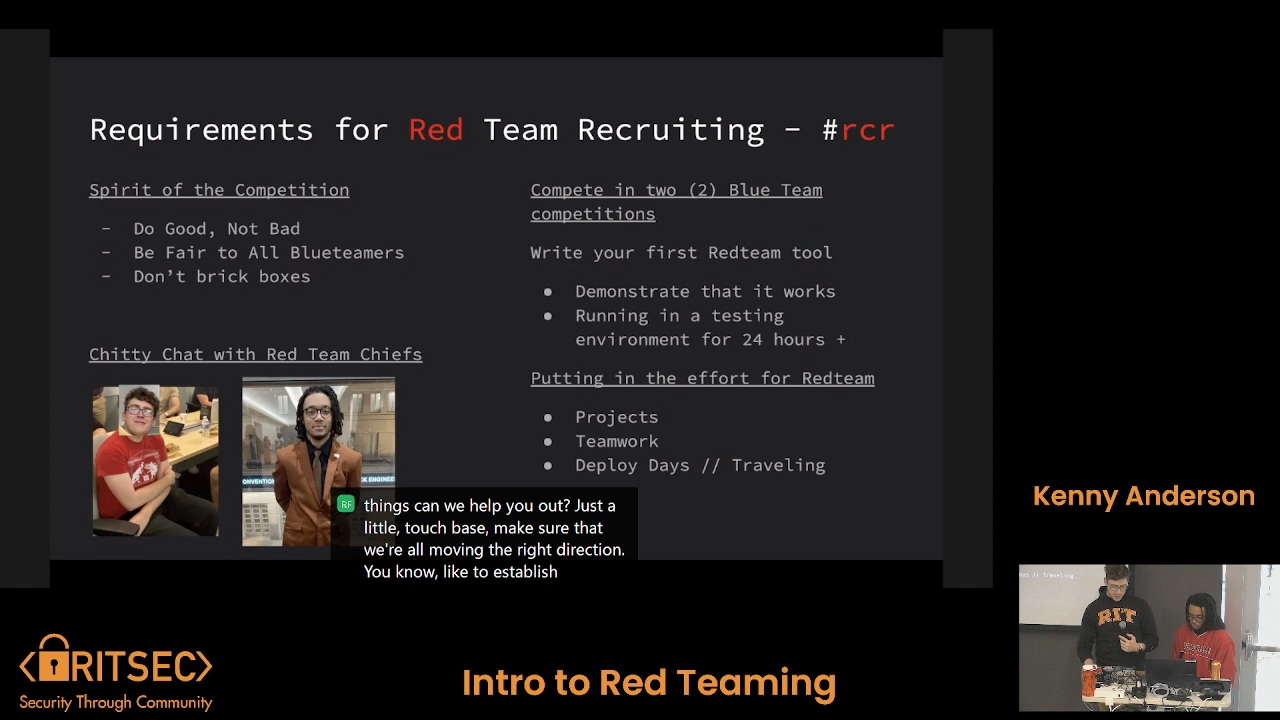 Requirements for Red Team Recruiting - #rcr
Spirit of the Competition
- Do Good, Not Bad
- Be Fair to All Blueteamers
- Don't brick boxes
Chitty Chat with Red Team Chiefs
Compete in two (2) Blue Team
competitions
Write your first Redteam tool
● Demonstrate that it works
● Running in a testing
environment for 24 hours +
Putting in the effort for Redteam
● Projects
● Teamwork
● Deploy Days // Traveling
RF
things can we help you out? Just a
little, touch base, make sure that
we're all moving the right direction.
You know, like to establish
Kenny Anderson
// Traveling
RIT
<RITSEC>
Security Through Community
Intro to Red Teaming